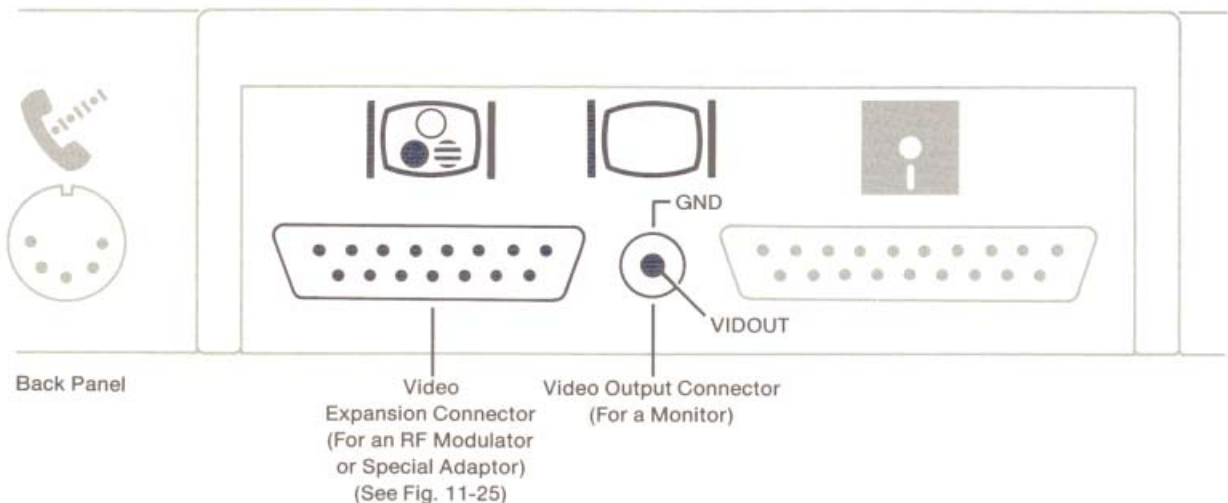 GND
VIDOUT
Back Panel
Video
Expansion Connector
(For an RF Modulator
or Special Adaptor)
(See Fig. 11-25)
Video Output Connector
(For a Monitor)